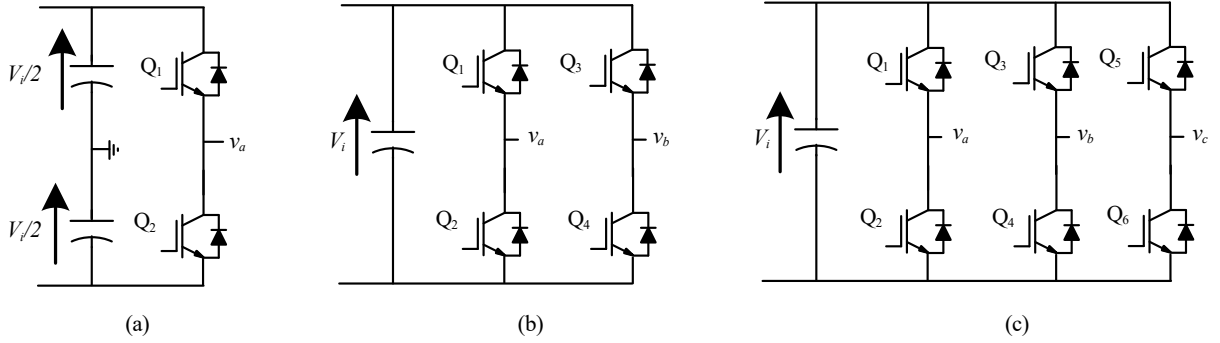 V_i/2
Q_1
v_a
V_i/2
Q_2
(a)
V_i
Q_1
Q_3
v_a
v_b
Q_2
Q_4
(b)
V_i
Q_1
Q_3
Q_5
v_a
v_b
v_c
Q_2
Q_4
Q_6
(c)